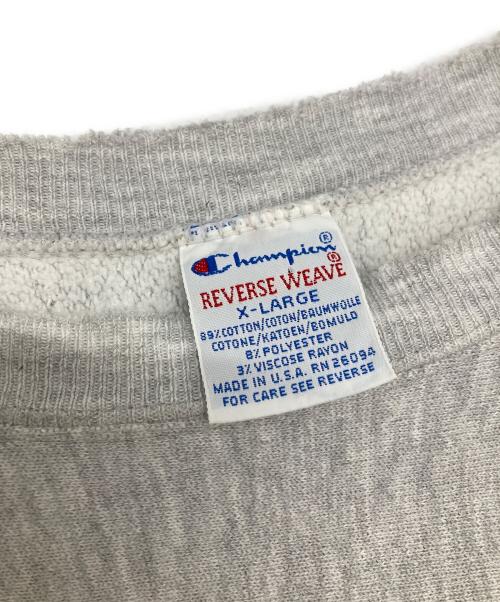 Champion®
REVERSE WEAVE®
X-LARGE
89% COTTON/COTON/BAUMWOLLE
COTONE/KATOEN/BOMULD
8% POLYESTER
3% VISCOSE RAYON
MADE IN U.S.A. RN 26094
FOR CARE SEE REVERSE